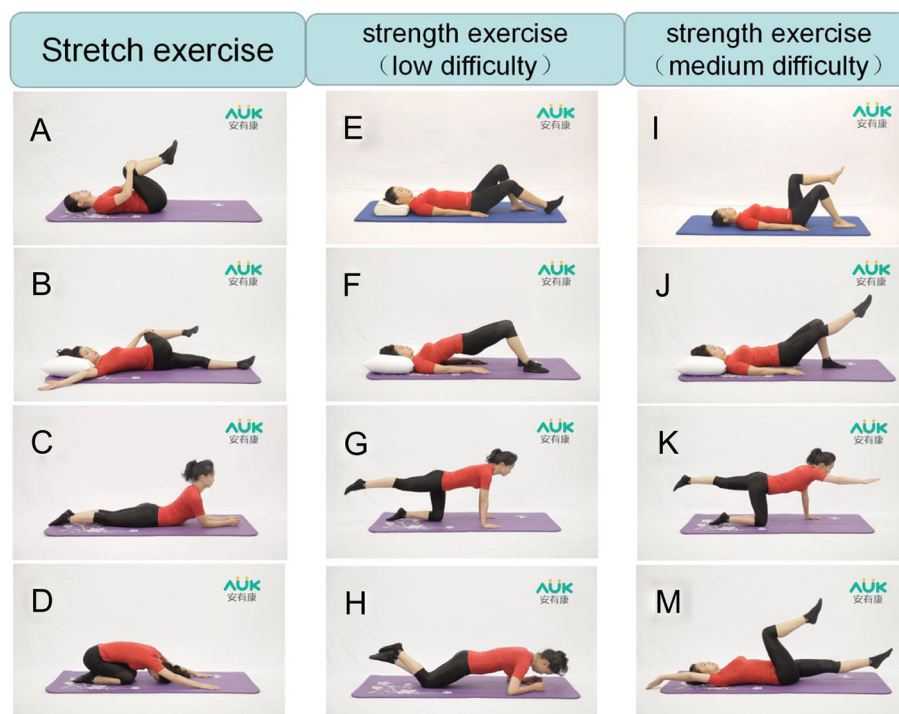 Stretch exercise
strength exercise
（low difficulty）
strength exercise
（medium difficulty）
A
AUK
安有康
E
AUK
安有康
I
AUK
安有康
B
AUK
安有康
F
AUK
安有康
J
AUK
安有康
C
AUK
安有康
G
AUK
安有康
K
AUK
安有康
D
AUK
安有康
H
AUK
安有康
M
AUK
安有康